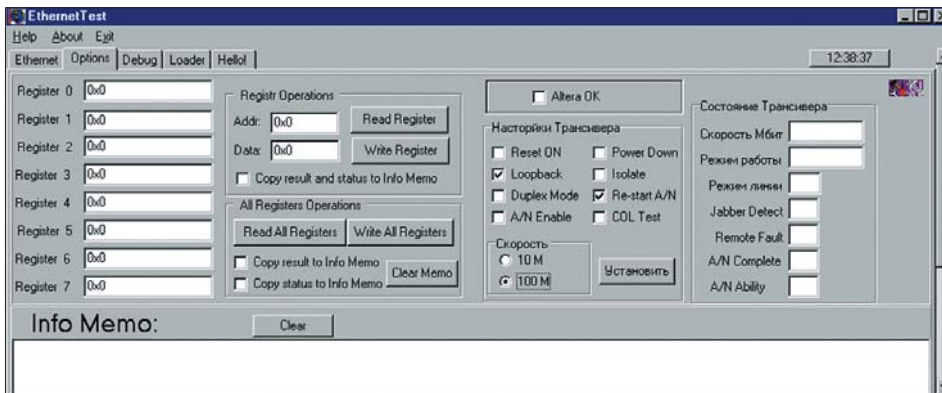 EthernetTest
Help About Exit
Ethernet Options Debug Loader Hello!
12:38:37
Register 0 0x0
Register 1 0x0
Register 2 0x0
Register 3 0x0
Register 4 0x0
Register 5 0x0
Register 6 0x0
Register 7 0x0
Registr Operations
Addr: 0x0 Read Register
Data: 0x0 Write Register
Copy result and status to Info Memo
All Registers Operations
Read All Registers Write All Registers
Copy result to Info Memo
Copy status to Info Memo
Clear Memo
Altera OK
Насторйки Трансивера
Reset ON Power Down
Loopback Isolate
Duplex Mode Re-start A/N
A/N Enable COL Test
Скорость
10 M
100 M
Установить
Состояние Трансивера
Скорость Мбит
Режим работы
Режим линии
Jabber Detect
Remote Fault
A/N Complete
A/N Ability
Info Memo: Clear